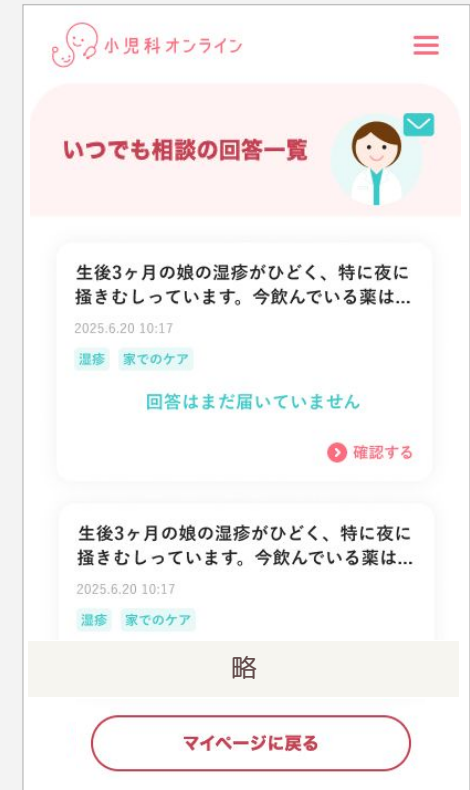 小児科オンライン
いつでも相談の回答一覧
生後3ヶ月の娘の湿疹がひどく、特に夜に
掻きむしっています。今飲んでいる薬は...
2025.6.20 10:17
湿疹 家でのケア
回答はまだ届いていません
確認する
生後3ヶ月の娘の湿疹がひどく、特に夜に
掻きむしっています。今飲んでいる薬は...
2025.6.20 10:17
湿疹 家でのケア
略
マイページに戻る